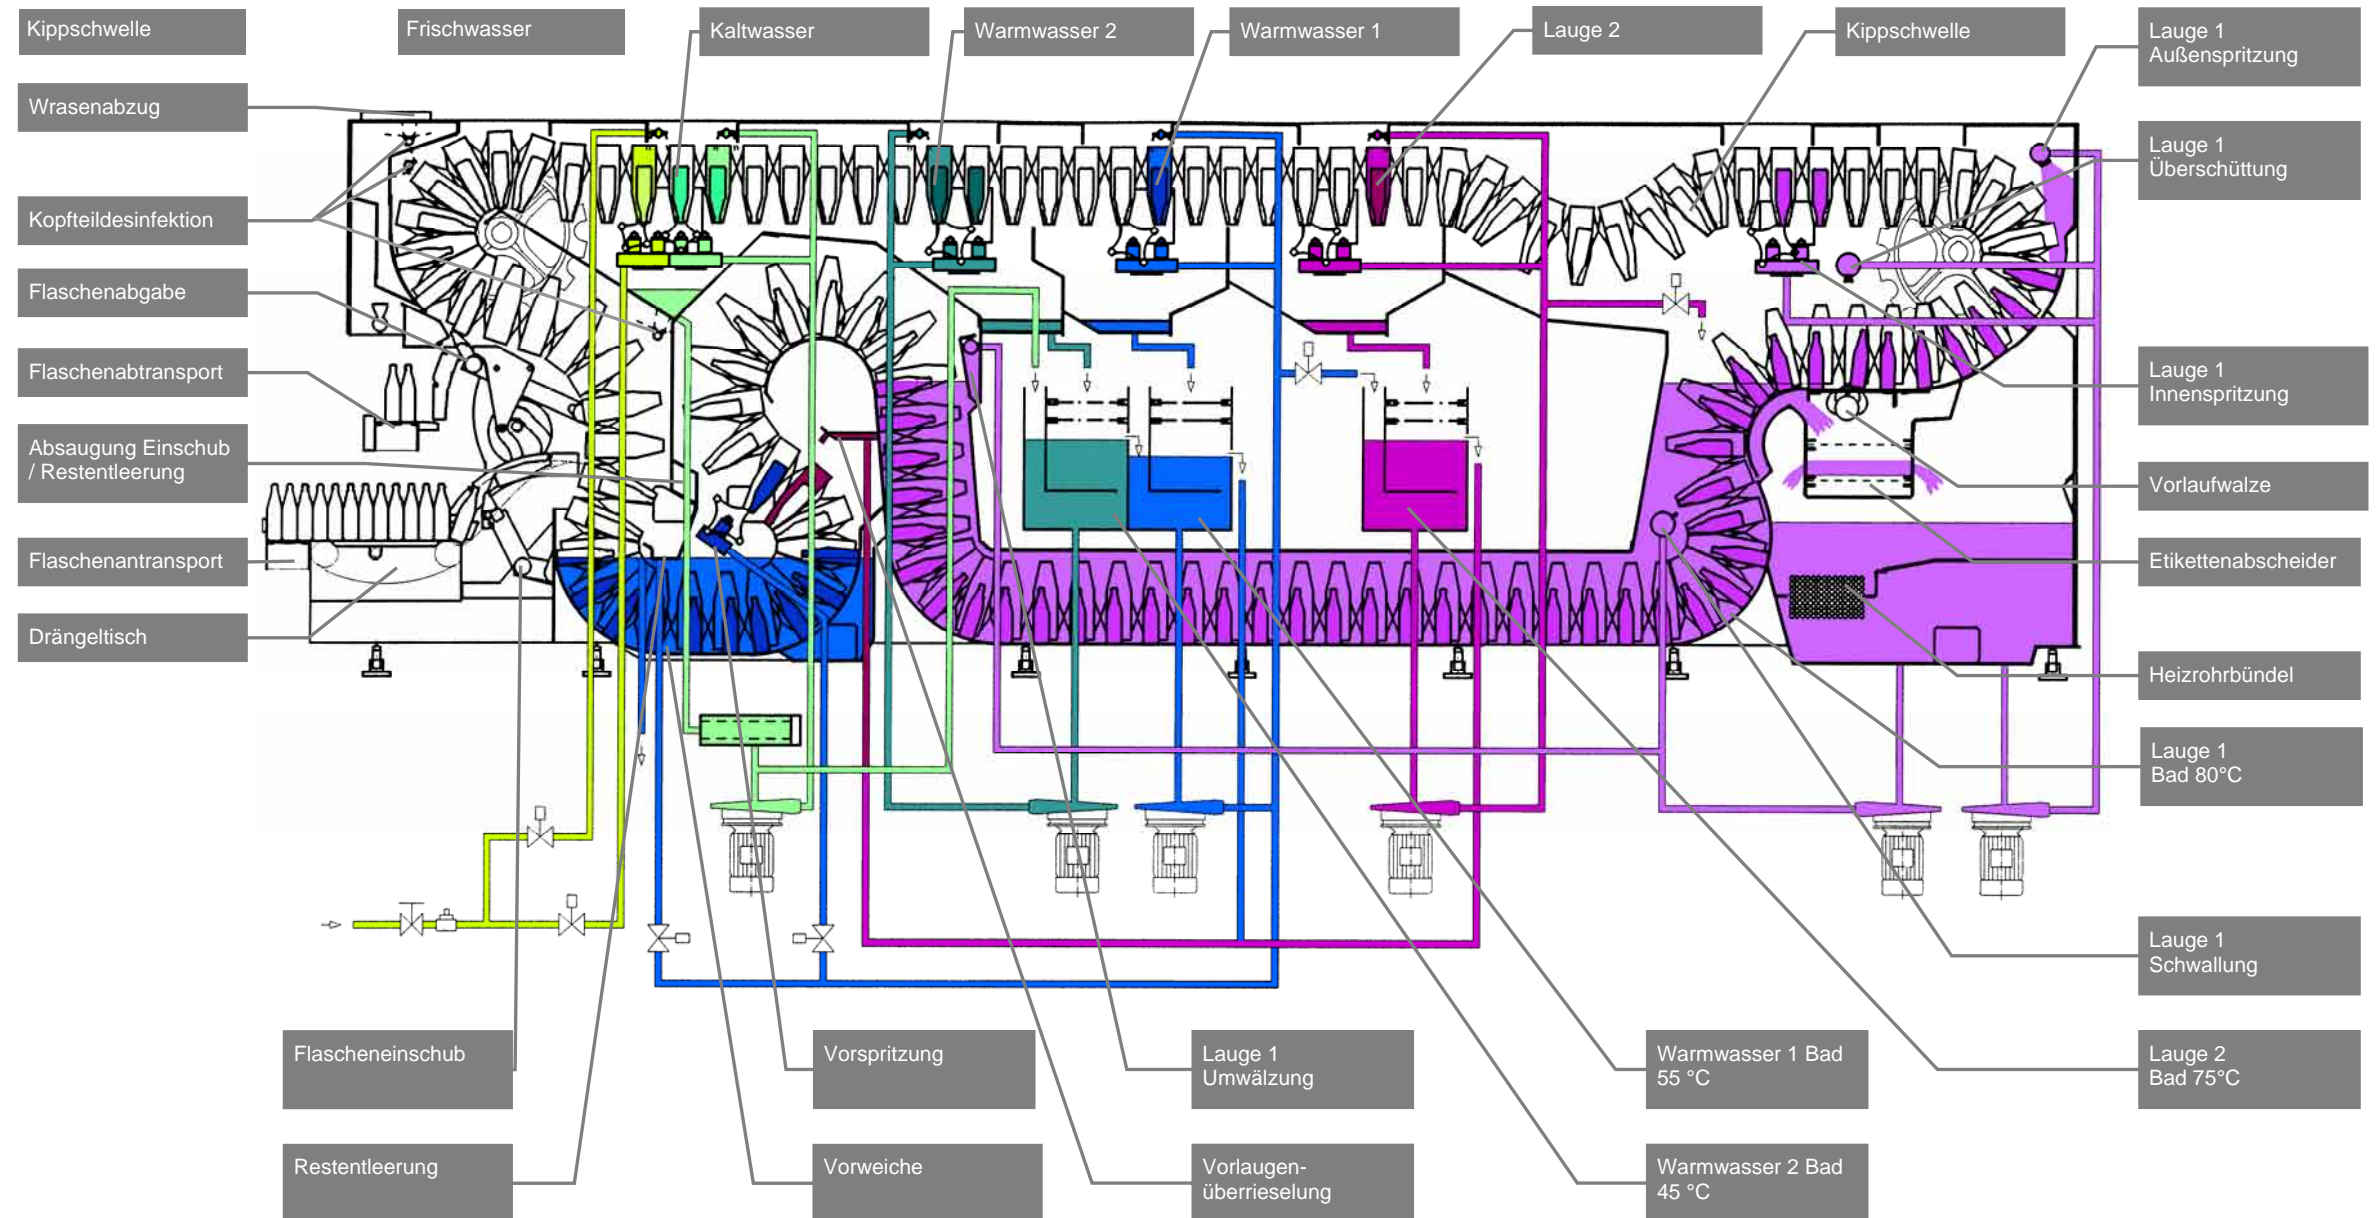 Kippschwelle
Frischwasser
Kaltwasser
Warmwasser 2
Warmwasser 1
Lauge 2
Kippschwelle
Lauge 1
Außenspritzung
Wrasenabzug
Lauge 1
Überschüttung
Kopfteildesinfektion
Flaschenabgabe
Flaschenabtransport
Lauge 1
Innenspritzung
Absaugung Einschub
/ Restentleerung
Vorlaufwalze
Flaschenantransport
Etikettenabscheider
Drängeltisch
Heizrohrbündel
Lauge 1
Bad 80°C
Lauge 1
Schwallung
Flascheneinschub
Vorspritzung
Lauge 1
Umwälzung
Warmwasser 1 Bad
55 °C
Lauge 2
Bad 75°C
Restentleerung
Vorweiche
Vorlaugen-
überrieselung
Warmwasser 2 Bad
45 °C